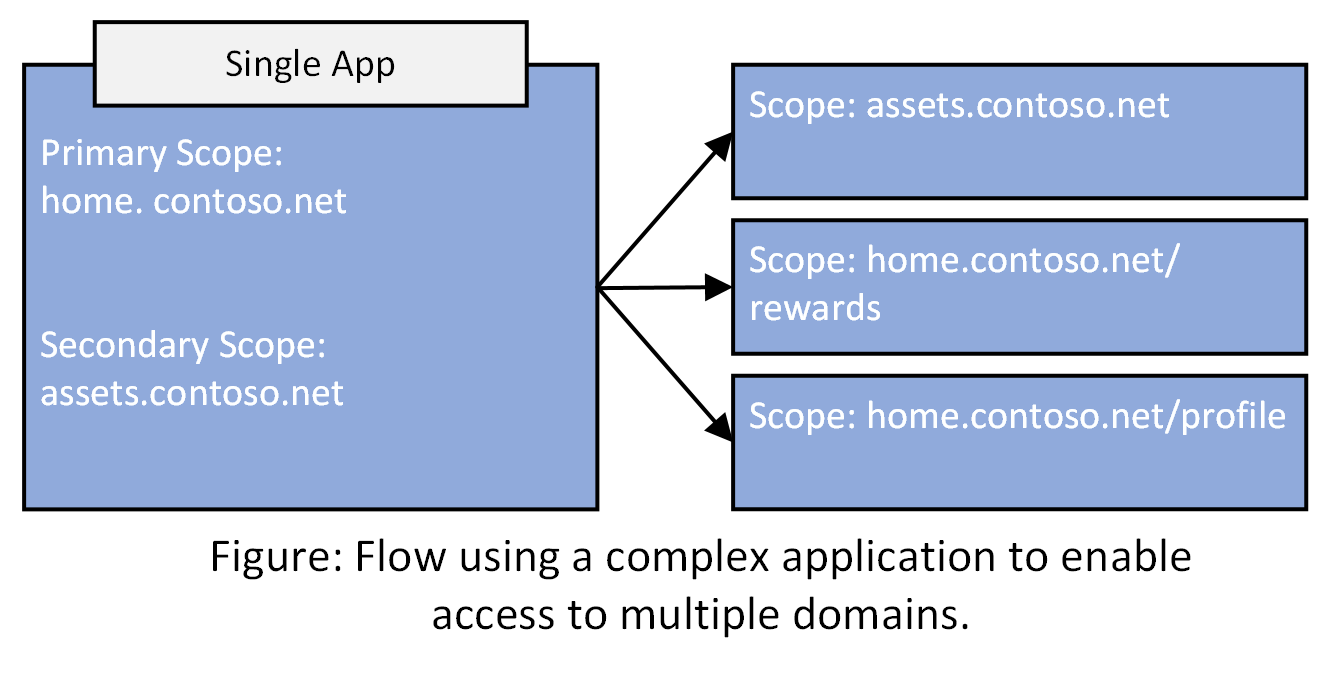 Single App
Primary Scope:
home. contoso.net
Secondary Scope:
assets.contoso.net
Scope: assets.contoso.net
Scope: home.contoso.net/
rewards
Scope: home.contoso.net/profile
Figure: Flow using a complex application to enable
access to multiple domains.